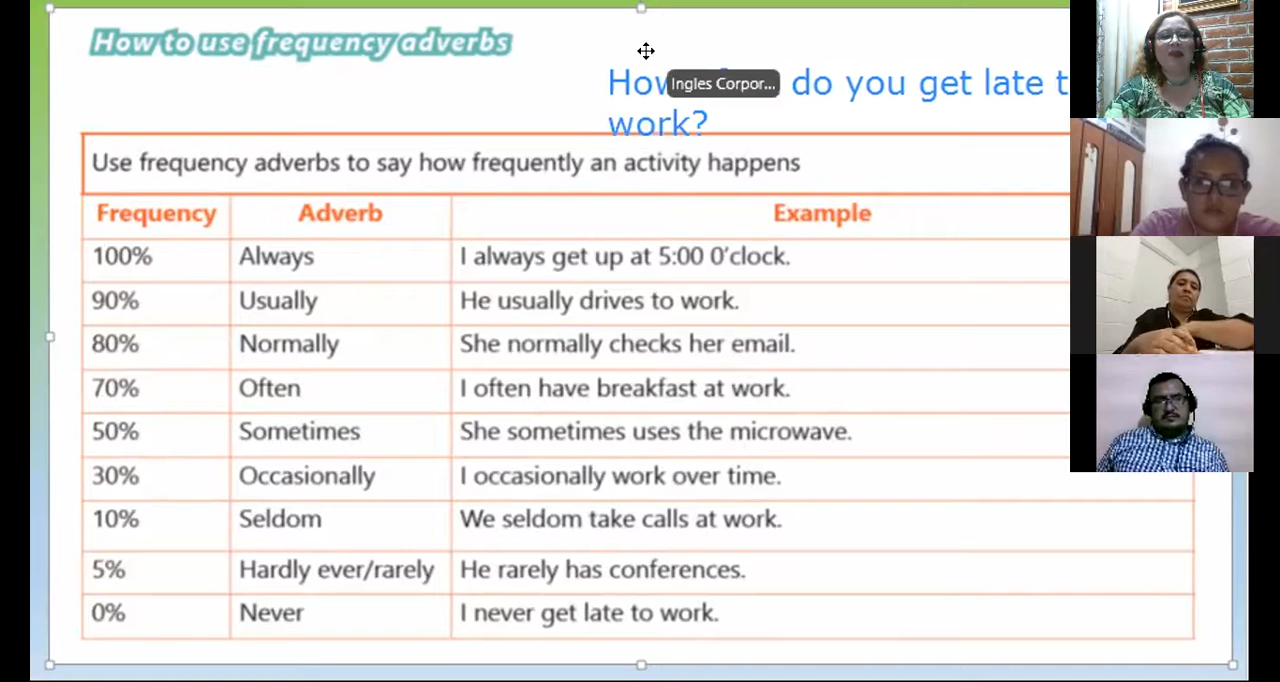 How to use frequency adverbs
How do you get late t
Ingles Corpor...
work?
Use frequency adverbs to say how frequently an activity happens
Frequency Adverb Example
100% Always I always get up at 5:00 0'clock.
90% Usually He usually drives to work.
80% Normally She normally checks her email.
70% Often I often have breakfast at work.
50% Sometimes She sometimes uses the microwave.
30% Occasionally I occasionally work over time.
10% Seldom We seldom take calls at work.
5% Hardly ever/rarely He rarely has conferences.
0% Never I never get late to work.